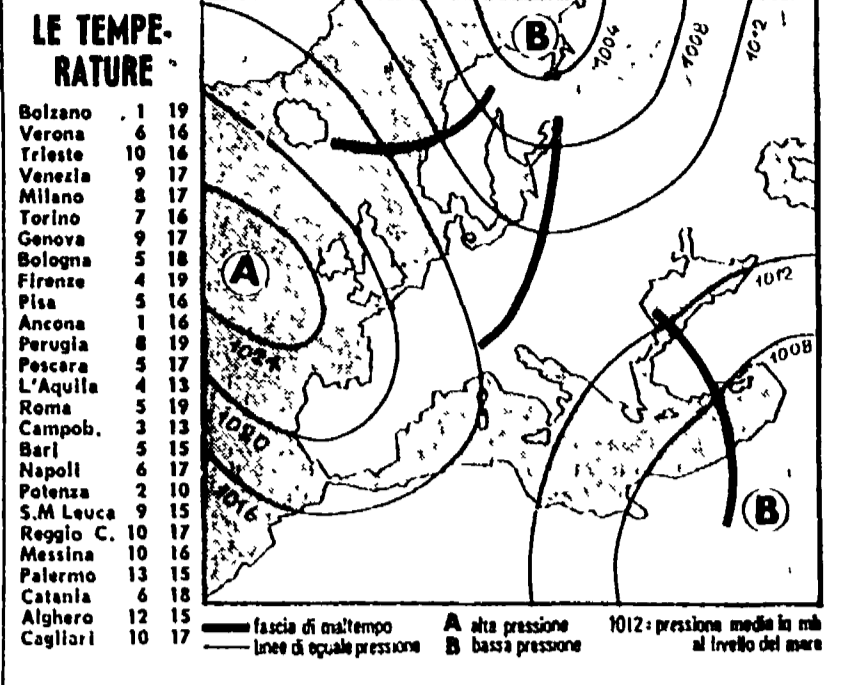 LE TEMPE-
RATURE
Bolzano 1 19
Verona 6 16
Trieste 10 16
Venezia 9 17
Milano 8 17
Torino 7 16
Genova 9 17
Bologna 5 18
Firenze 4 19
Pisa 5 16
Ancona 1 16
Perugia 8 19
Pescara 5 17
L'Aquila 4 13
Roma 5 19
Campob. 3 13
Bari 5 15
Napoli 6 17
Potenza 2 10
S.M Leuca 9 15
Reggio C. 10 17
Messina 10 16
Palermo 13 15
Catania 6 18
Alghero 12 15
Cagliari 10 17
B
1004
1008
1012
A
1024
1020
1016
1012
1008
B
fascia di maltempo
linee di eguale pressione
A alta pressione
B bassa pressione
1012: pressione media in mb
al livello del mare